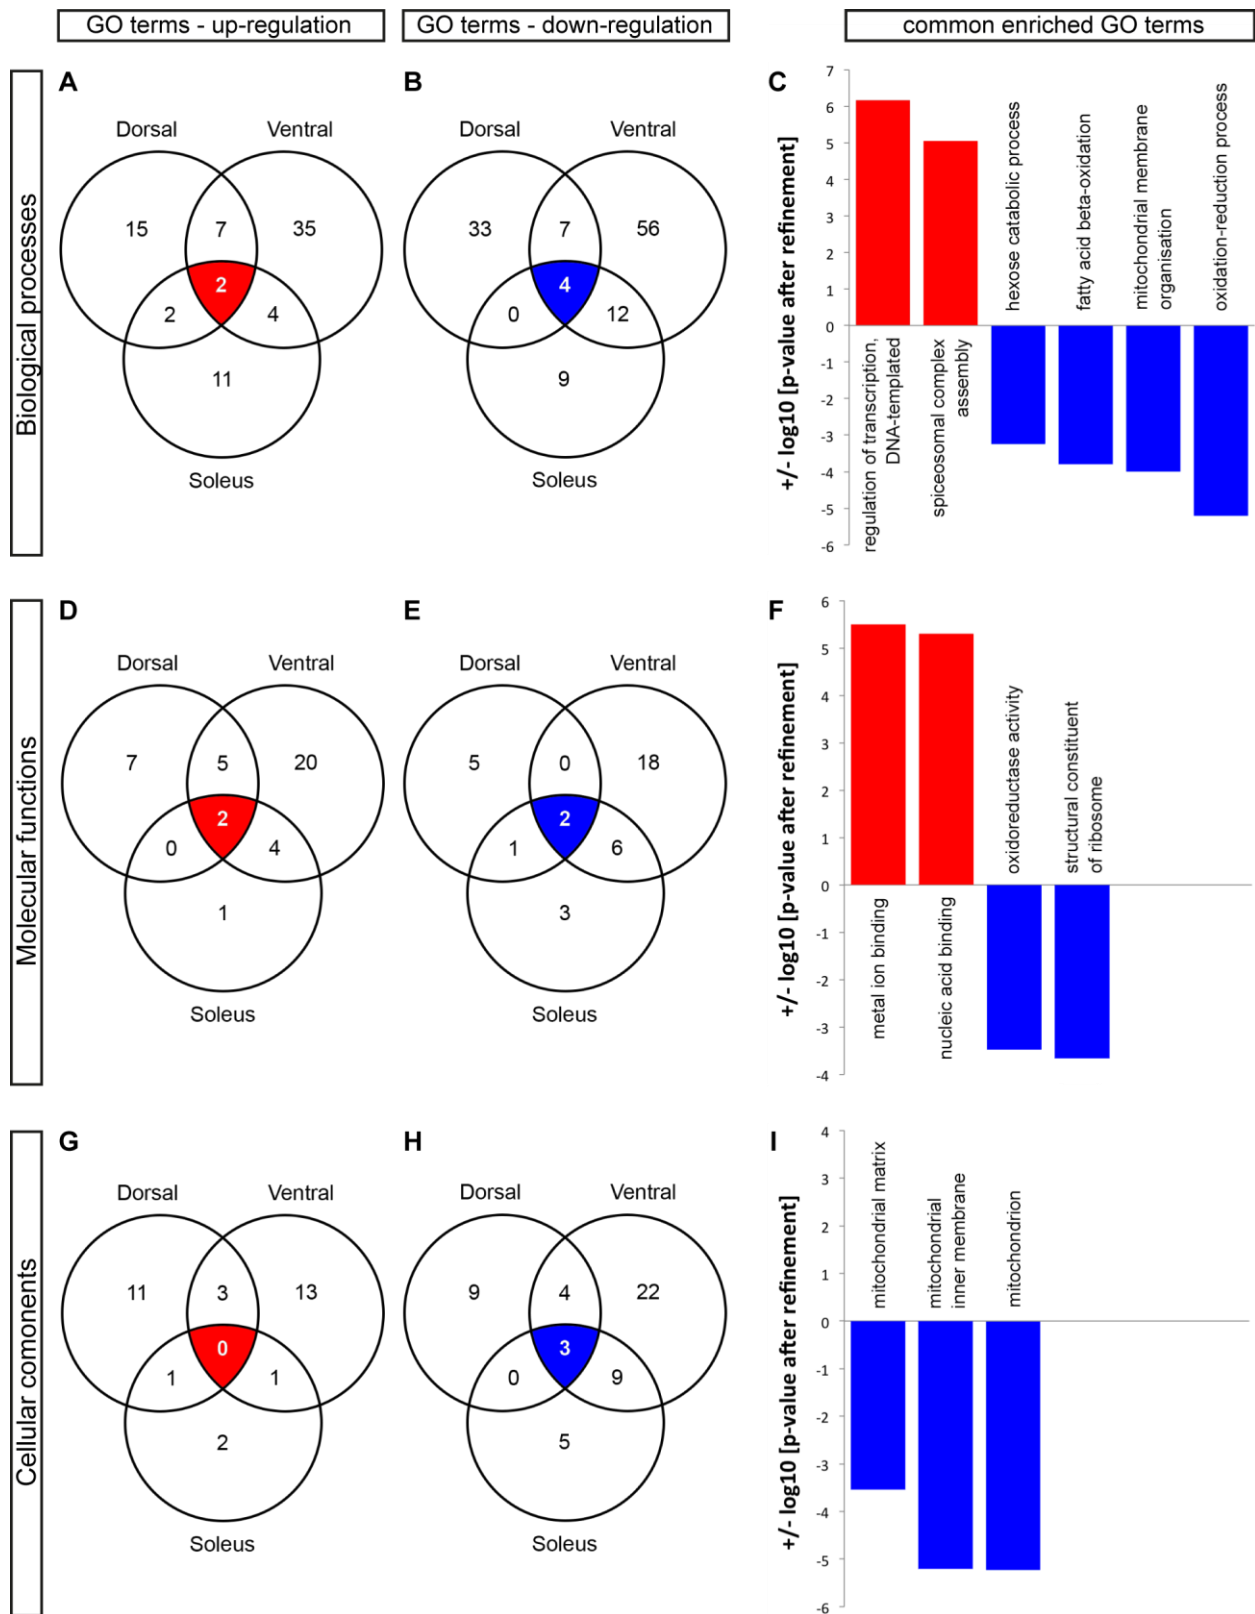 GO terms - up-regulation
GO terms - down-regulation
common enriched GO terms
Biological processes
A
Dorsal
Ventral
15
7
35
2
2
4
11
Soleus
B
Dorsal
Ventral
33
7
56
4
0
12
9
Soleus
C
+/- log10 [p-value after refinement]
7
6
5
4
3
2
1
0
-1
-2
-3
-4
-5
-6
regulation of transcription,
DNA-templated
spiceosomal complex
assembly
hexose catabolic process
fatty acid beta-oxidation
mitochondrial membrane
organisation
oxidation-reduction process
Molecular functions
D
Dorsal
Ventral
7
5
20
2
0
4
1
Soleus
E
Dorsal
Ventral
5
0
18
2
1
6
3
Soleus
F
+/- log10 [p-value after refinement]
6
5
4
3
2
1
0
-1
-2
-3
-4
metal ion binding
nucleic acid binding
oxidoreductase activity
structural constituent
of ribosome
Cellular comonents
G
Dorsal
Ventral
11
3
13
0
1
1
2
Soleus
H
Dorsal
Ventral
9
4
22
3
0
9
5
Soleus
I
+/- log10 [p-value after refinement]
4
3
2
1
0
-1
-2
-3
-4
-5
-6
mitochondrial matrix
mitochondrial
inner membrane
mitochondrion